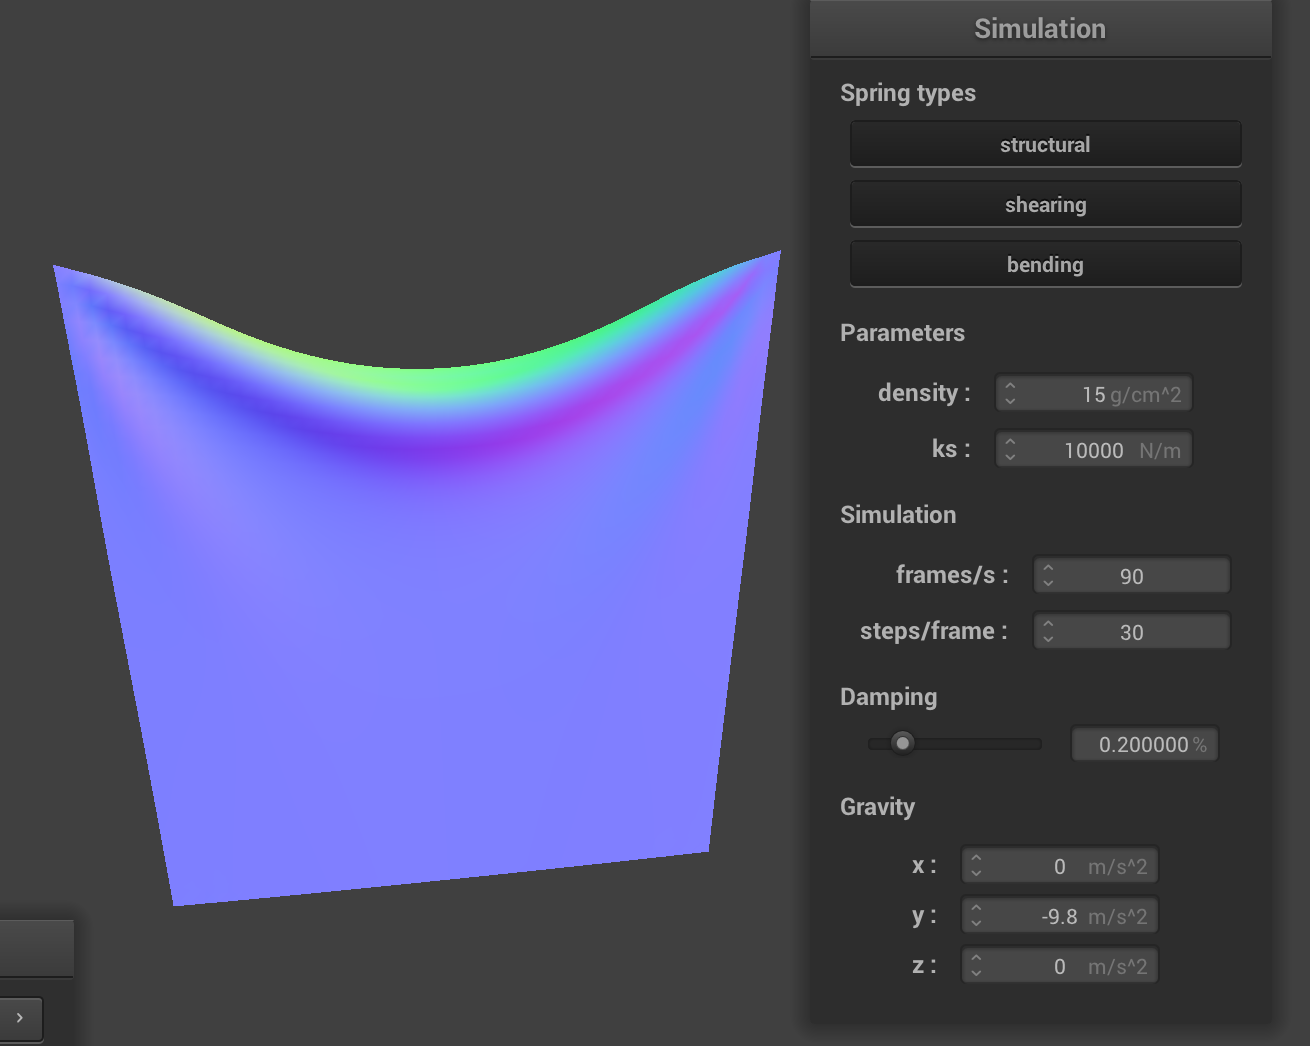 Simulation
Spring types
structural
shearing
bending
Parameters
density : 15 g/cm^2
ks : 10000 N/m
Simulation
frames/s : 90
steps/frame : 30
Damping
0.200000 %
Gravity
x : 0 m/s^2
y : -9.8 m/s^2
z : 0 m/s^2